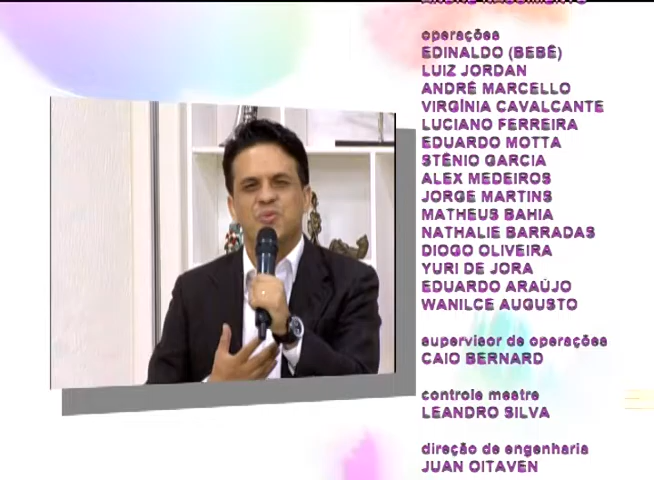 ANDRÉ NASCIMENTO
operações
EDINALDO (BEBÊ)
LUIZ JORDAN
ANDRÉ MARCELLO
VIRGÍNIA CAVALCANTE
LUCIANO FERREIRA
EDUARDO MOTTA
STÊNIO GARCIA
ALEX MEDEIROS
JORGE MARTINS
MATHEUS BAHIA
NATHALIE BARRADAS
DIOGO OLIVEIRA
YURI DE JORA
EDUARDO ARAÚJO
WANILCE AUGUSTO
supervisor de operações
CAIO BERNARD
controle mestre
LEANDRO SILVA
direção de engenharia
JUAN OITAVEN